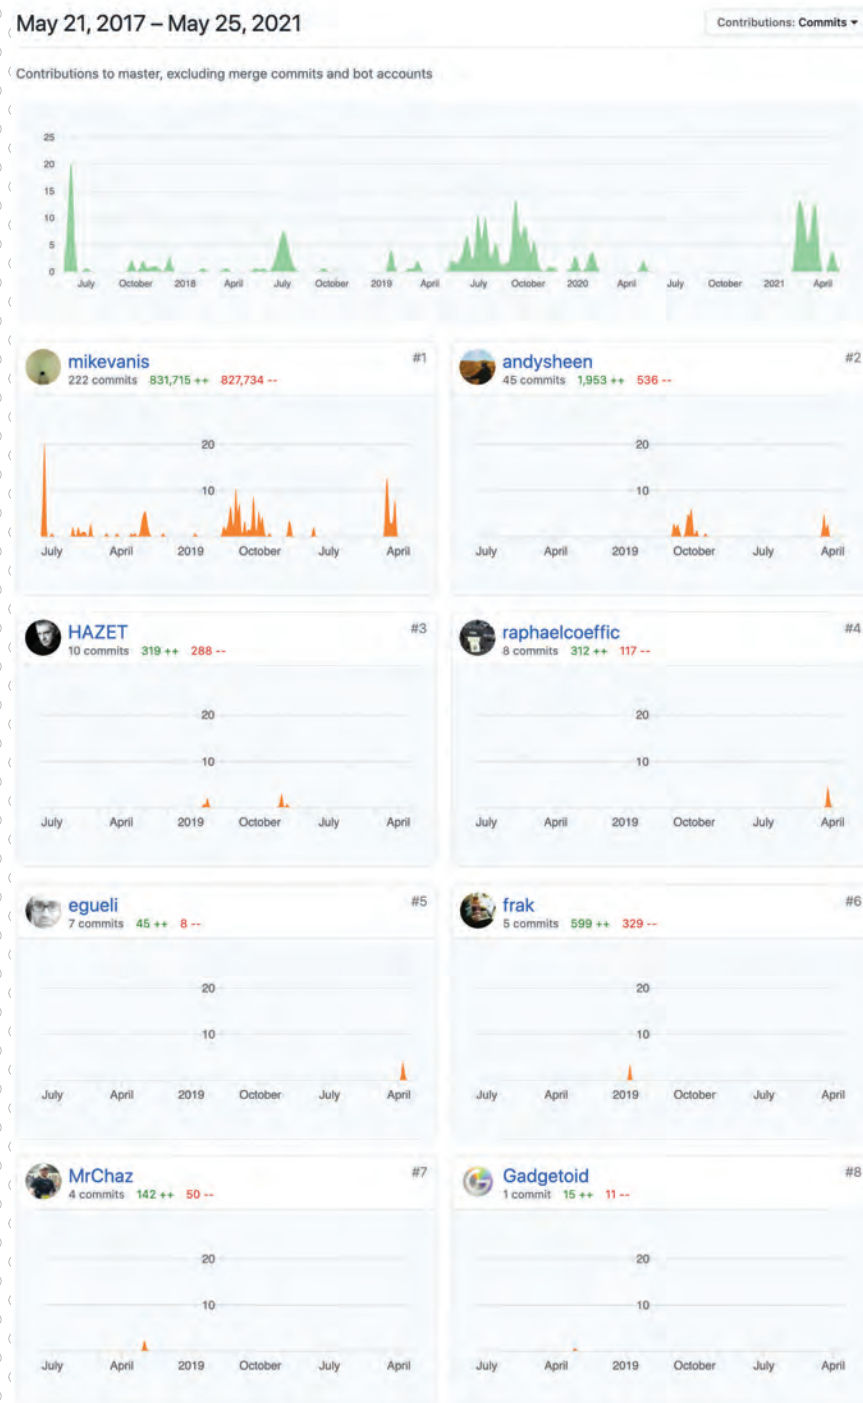 May 21, 2017 – May 25, 2021
Contributions: Commits
Contributions to master, excluding merge commits and bot accounts
25
20
15
10
5
0
July October 2018 April July October 2019 April July October 2020 April July October 2021 April
mikevanis #1
222 commits 831,715 ++ 827,734 --
20
10
July April 2019 October July April
andysheen #2
45 commits 1,953 ++ 536 --
20
10
July April 2019 October July April
HAZET #3
10 commits 319 ++ 288 --
20
10
July April 2019 October July April
raphaelcoeffic #4
8 commits 312 ++ 117 --
20
10
July April 2019 October July April
egueli #5
7 commits 45 ++ 8 --
20
10
July April 2019 October July April
frak #6
5 commits 599 ++ 329 --
20
10
July April 2019 October July April
MrChaz #7
4 commits 142 ++ 50 --
20
10
July April 2019 October July April
Gadgetoid #8
1 commit 15 ++ 11 --
20
10
July April 2019 October July April